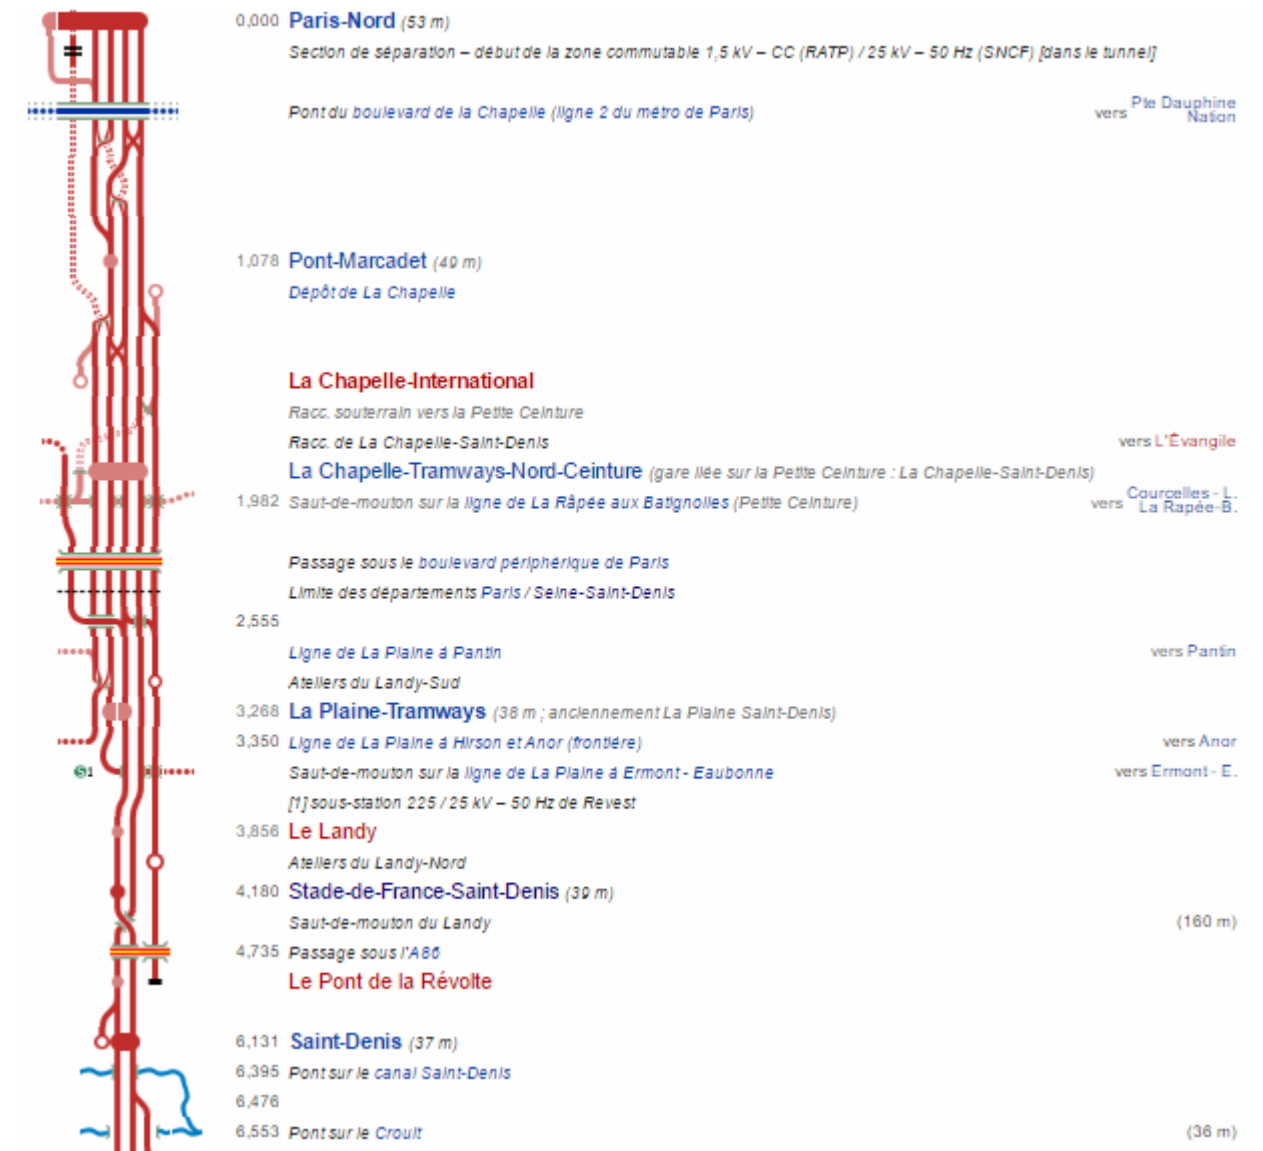 0,000 Paris-Nord (53 m)
Section de séparation – début de la zone commutable 1,5 kV – CC (RATP) / 25 kV – 50 Hz (SNCF) [dans le tunnel]
Pont du boulevard de la Chapelle (ligne 2 du métro de Paris) vers Pte Dauphine
Nation
1,078 Pont-Marcadet (49 m)
Dépôt de La Chapelle
La Chapelle-International
Racc. souterrain vers la Petite Ceinture
Racc. de La Chapelle-Saint-Denis vers L'Évangile
La Chapelle-Tramways-Nord-Ceinture (gare liée sur la Petite Ceinture : La Chapelle-Saint-Denis)
1,982 Saut-de-mouton sur la ligne de La Râpée aux Batignolles (Petite Ceinture) vers Courcelles - L.
La Rapée-B.
Passage sous le boulevard périphérique de Paris
Limite des départements Paris / Seine-Saint-Denis
2,555
Ligne de La Plaine à Pantin vers Pantin
Ateliers du Landy-Sud
3,268 La Plaine-Tramways (38 m ; anciennement La Plaine Saint-Denis)
3,350 Ligne de La Plaine à Hirson et Anor (frontière) vers Anor
S1 Saut-de-mouton sur la ligne de La Plaine à Ermont - Eaubonne vers Ermont - E.
[1] sous-station 225 / 25 kV – 50 Hz de Revest
3,856 Le Landy
Ateliers du Landy-Nord
4,180 Stade-de-France-Saint-Denis (39 m)
Saut-de-mouton du Landy (160 m)
4,735 Passage sous l'A86
Le Pont de la Révolte
6,131 Saint-Denis (37 m)
6,395 Pont sur le canal Saint-Denis
6,476
6,553 Pont sur le Croult (36 m)